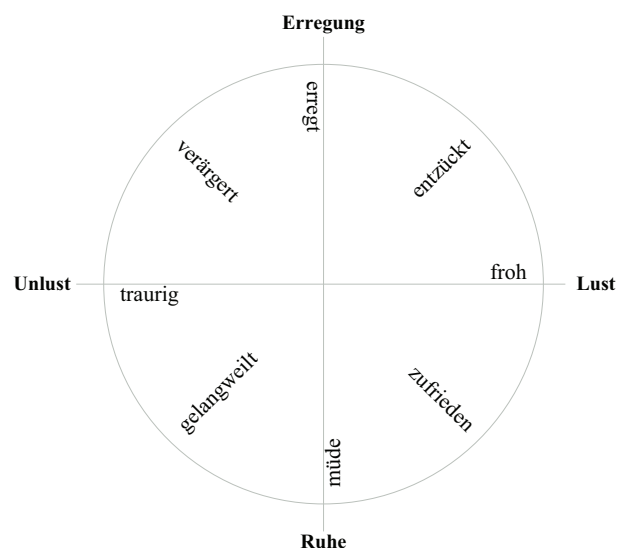 Erregung
erregt
verärgert
entzückt
froh
Unlust
Lust
traurig
gelangweilt
zufrieden
müde
Ruhe